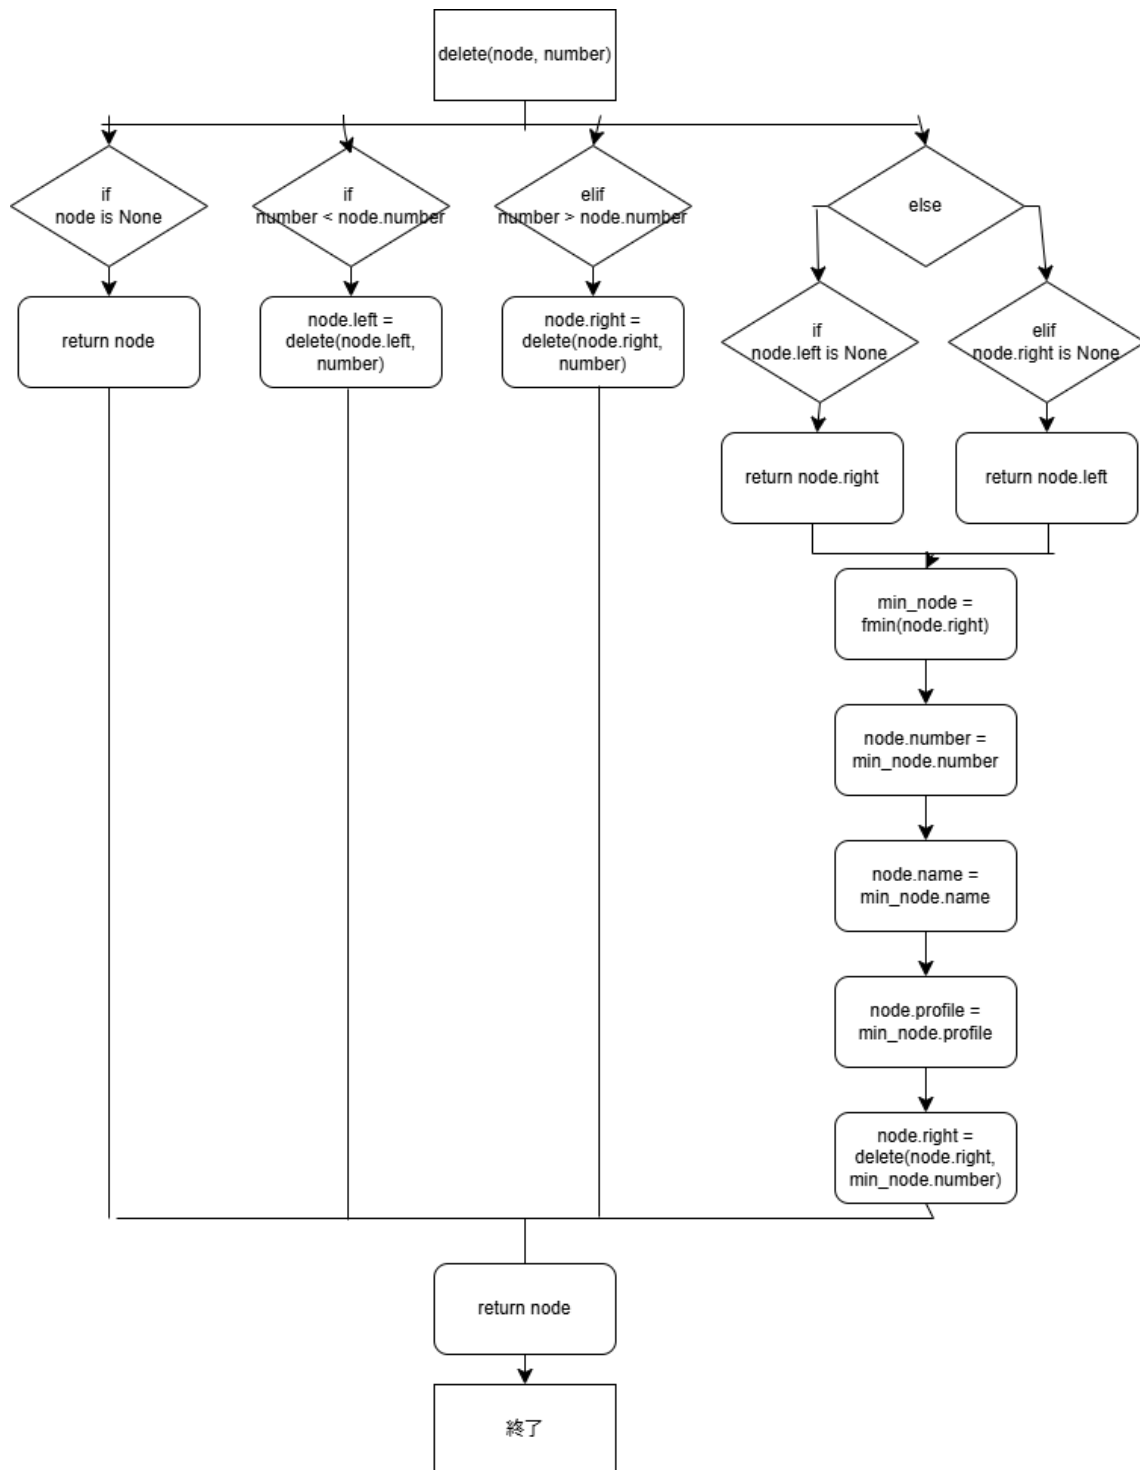 delete(node, number)
if
node is None
if
number < node.number
elif
number > node.number
else
return node
node.left =
delete(node.left,
number)
node.right =
delete(node.right,
number)
if
node.left is None
elif
node.right is None
return node.right
return node.left
min_node =
fmin(node.right)
node.number =
min_node.number
node.name =
min_node.name
node.profile =
min_node.profile
node.right =
delete(node.right,
min_node.number)
return node
終了